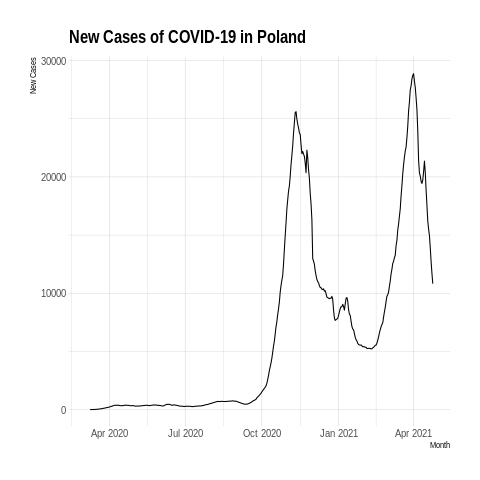 New Cases of COVID-19 in Poland
New Cases
30000
20000
10000
0
Apr 2020 Jul 2020 Oct 2020 Jan 2021 Apr 2021
Month